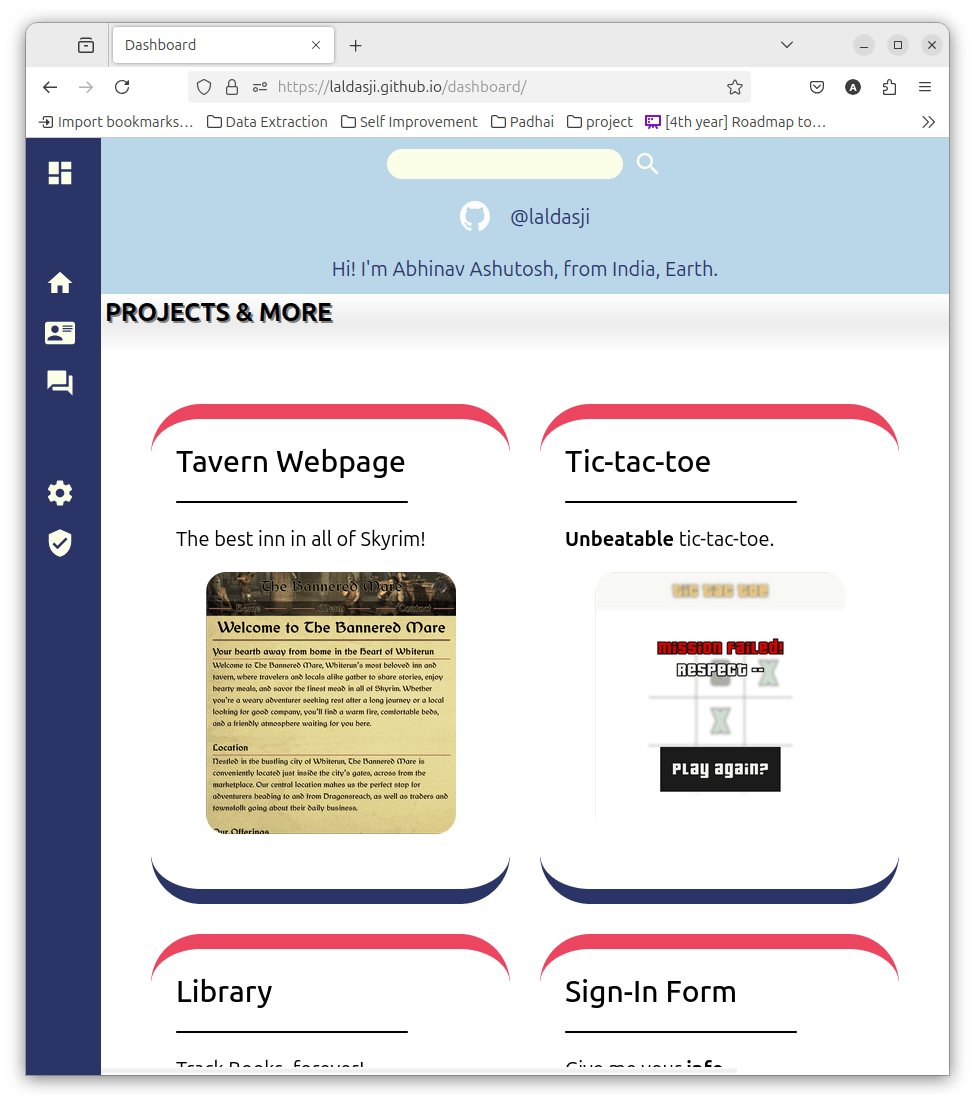 Dashboard
https://laldasji.github.io/dashboard/
A
Import bookmarks…
Data Extraction
Self Improvement
Padhai
project
[4th year] Roadmap to…
@laldasji
Hi! I'm Abhinav Ashutosh, from India, Earth.
PROJECTS & MORE
Tavern Webpage
The best inn in all of Skyrim!
The Bannered Mare
Home
Menu
Contact
Welcome to The Bannered Mare
Your hearth away from home in the Heart of Whiterun
Welcome to The Bannered Mare, Whiterun's most beloved inn and
tavern, where travelers and locals alike gather to share stories, enjoy
hearty meals, and savor the finest mead in all of Skyrim. Whether
you're a weary adventurer seeking rest after a long journey or a local
looking for good company, you'll find a warm fire, comfortable beds,
and a friendly atmosphere waiting for you here.
Location
Nestled in the bustling city of Whiterun, The Bannered Mare is
conveniently located just inside the city's gates, across from the
marketplace. Our central location makes us the perfect stop for
adventurers heading to and from Dragonsreach, as well as traders and
townsfolk going about their daily business.
Our Offerings
Tic-tac-toe
Unbeatable tic-tac-toe.
Tic Tac Toe
Mission Failed!
Respect --
X
X
Play again?
Library
Track Books, forever!
Sign-In Form
Give me your info